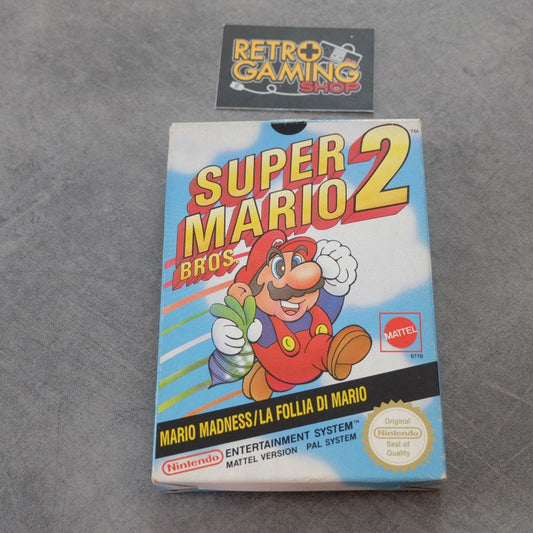 RETRO
GAMING
SHOP
SUPER
MARIO 2
BROS.
TM
MATTEL
6119
MARIO MADNESS/LA FOLLIA DI MARIO
Nintendo ENTERTAINMENT SYSTEM™
MATTEL VERSION PAL SYSTEM
Original
Nintendo
Seal of
Quality